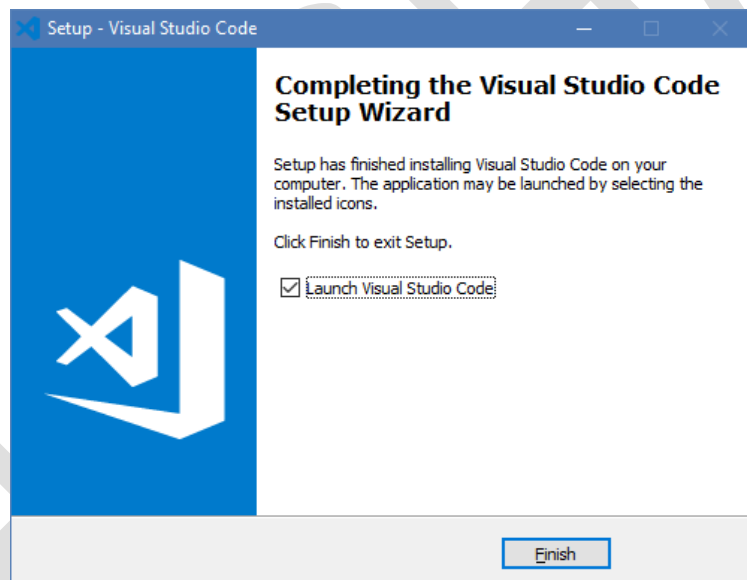 Setup - Visual Studio Code
Completing the Visual Studio Code
Setup Wizard
Setup has finished installing Visual Studio Code on your
computer. The application may be launched by selecting the
installed icons.
Click Finish to exit Setup.
Launch Visual Studio Code
Finish